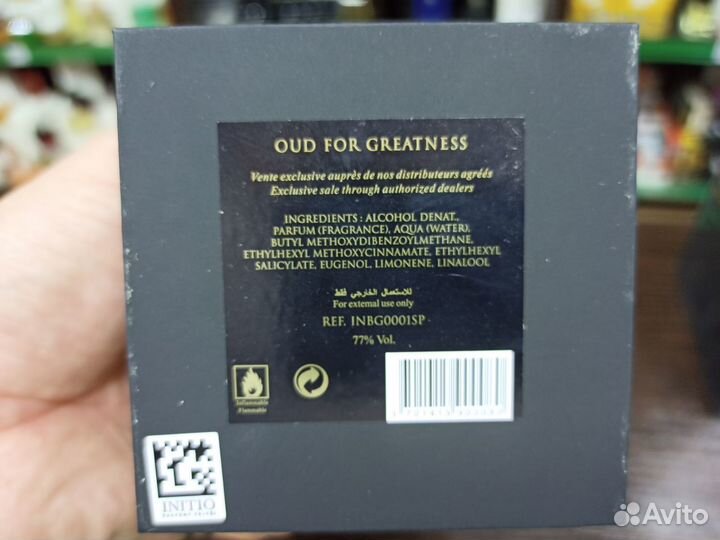 OUD FOR GREATNESS
Vente exclusive auprès de nos distributeurs agréés
Exclusive sale through authorized dealers
INGREDIENTS : ALCOHOL DENAT.,
PARFUM (FRAGRANCE), AQUA (WATER),
BUTYL METHOXYDIBENZOYLMETHANE,
ETHYLHEXYL METHOXYCINNAMATE, ETHYLHEXYL
SALICYLATE, EUGENOL, LIMONENE, LINALOOL
للاستعمال الخارجي فقط
For external use only
REF. INBG0001SP
77% Vol.
Inflammable
Flammable
INITIO
Avito